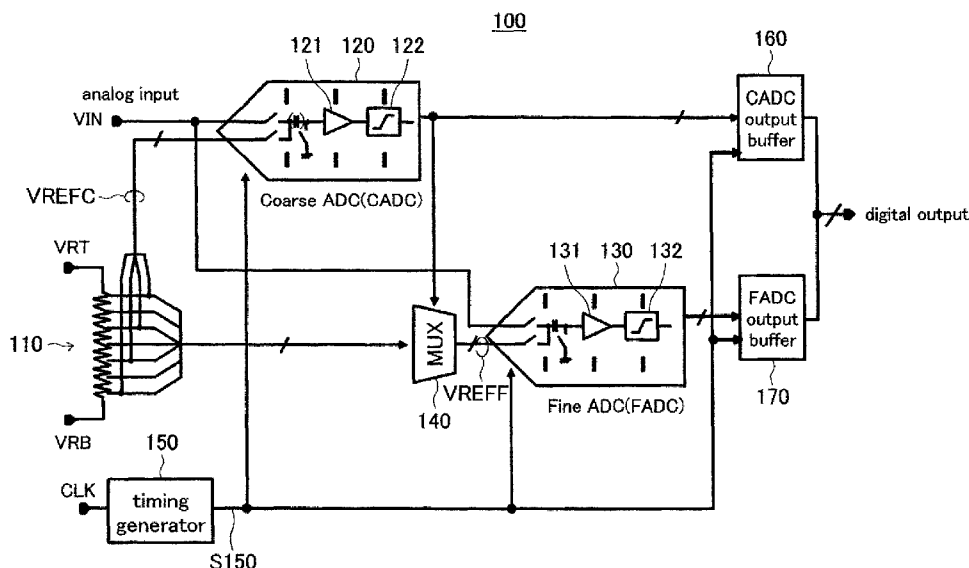 100
121
120
122
160
analog input
VIN
CADC
output
buffer
Coarse ADC(CADC)
VREFC
digital output
VRT
131
130
132
110
MUX
FADC
output
buffer
VREFF
Fine ADC(FADC)
140
170
VRB
150
CLK
timing
generator
S150